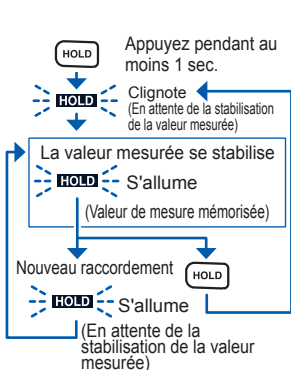 HOLD
Appuyez pendant au
moins 1 sec.
HOLD
Clignote
(En attente de la stabilisation
de la valeur mesurée)
La valeur mesurée se stabilise
HOLD
S'allume
(Valeur de mesure mémorisée)
Nouveau raccordement
HOLD
HOLD
S'allume
(En attente de la
stabilisation de la valeur
mesurée)